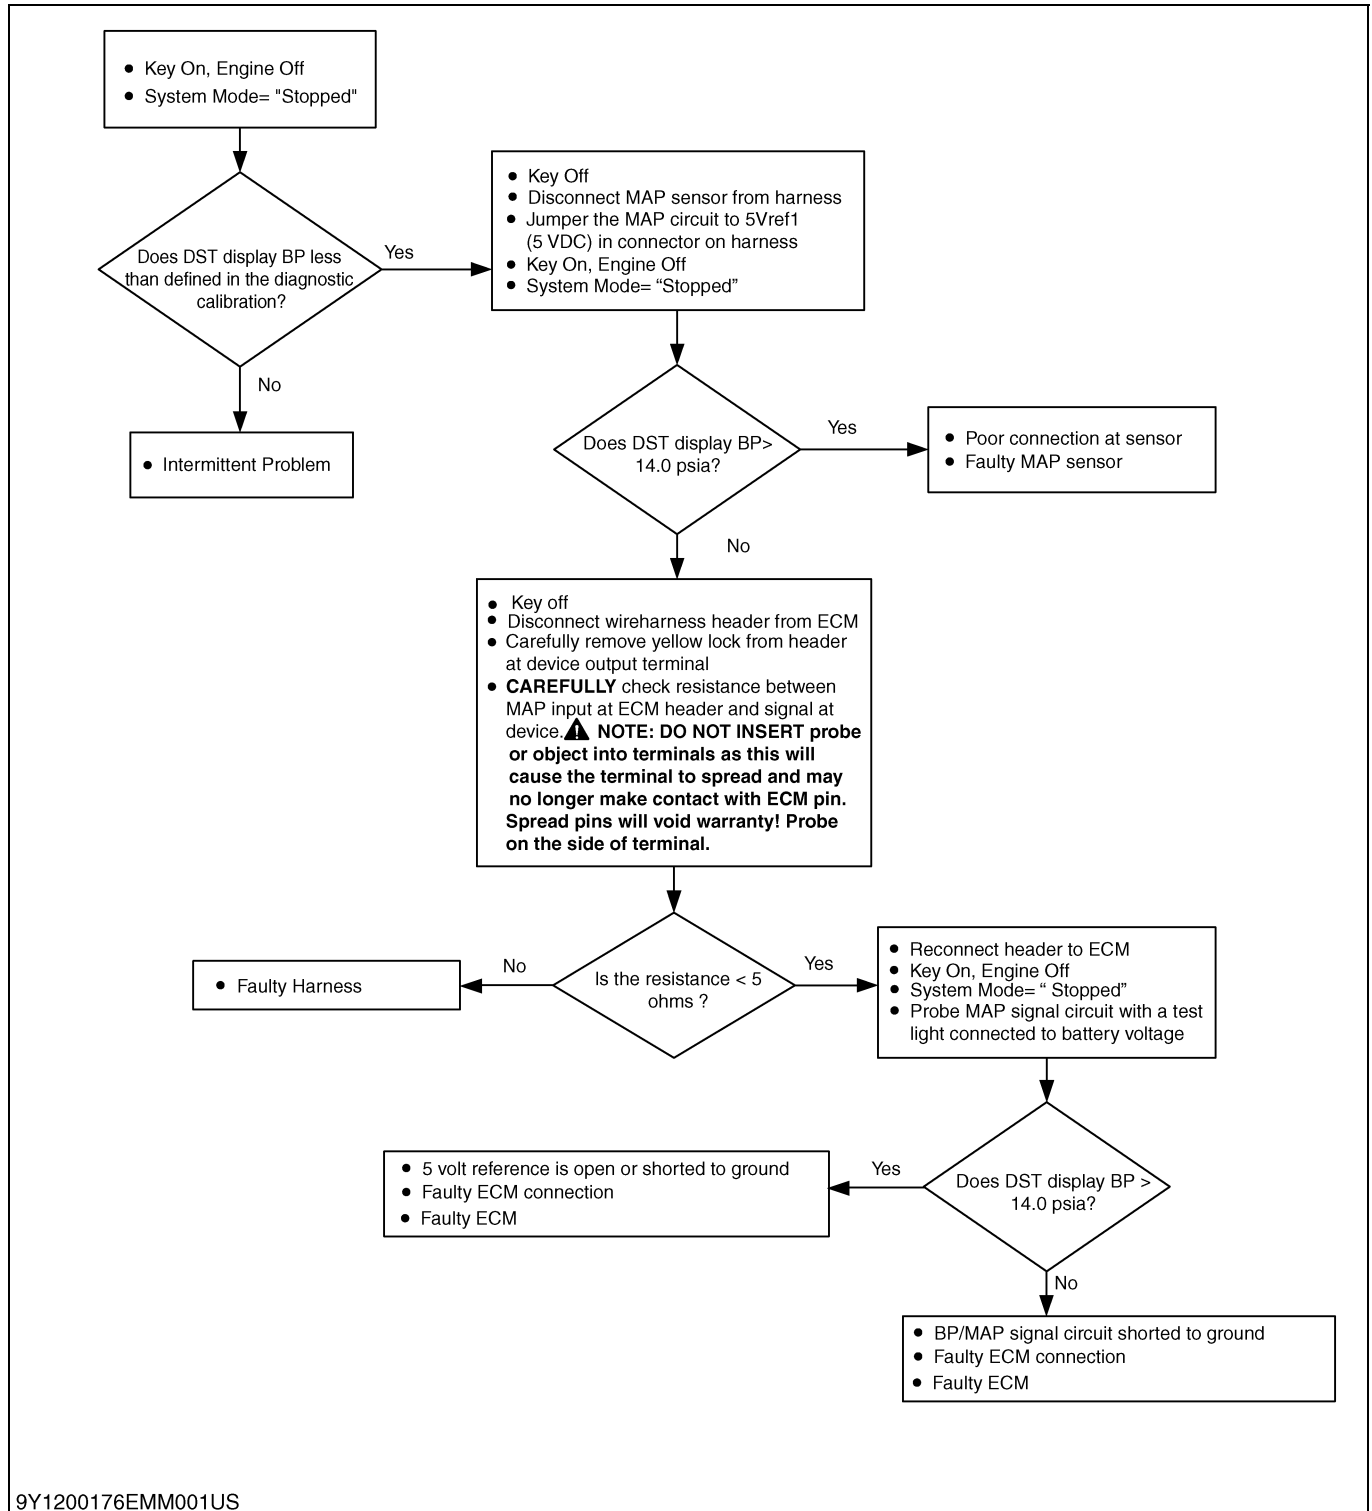 ● Key On, Engine Off
● System Mode= "Stopped"
Does DST display BP less
than defined in the diagnostic
calibration?
Yes
No
● Intermittent Problem
● Key Off
● Disconnect MAP sensor from harness
● Jumper the MAP circuit to 5Vref1
(5 VDC) in connector on harness
● Key On, Engine Off
● System Mode= “Stopped”
Does DST display BP>
14.0 psia?
Yes
● Poor connection at sensor
● Faulty MAP sensor
No
● Key off
● Disconnect wireharness header from ECM
● Carefully remove yellow lock from header
at device output terminal
● CAREFULLY check resistance between
MAP input at ECM header and signal at
device. NOTE: DO NOT INSERT probe
or object into terminals as this will
cause the terminal to spread and may
no longer make contact with ECM pin.
Spread pins will void warranty! Probe
on the side of terminal.
Is the resistance < 5
ohms ?
No
● Faulty Harness
Yes
● Reconnect header to ECM
● Key On, Engine Off
● System Mode= “ Stopped”
● Probe MAP signal circuit with a test
light connected to battery voltage
Does DST display BP >
14.0 psia?
Yes
● 5 volt reference is open or shorted to ground
● Faulty ECM connection
● Faulty ECM
No
● BP/MAP signal circuit shorted to ground
● Faulty ECM connection
● Faulty ECM
9Y1200176EMM001US